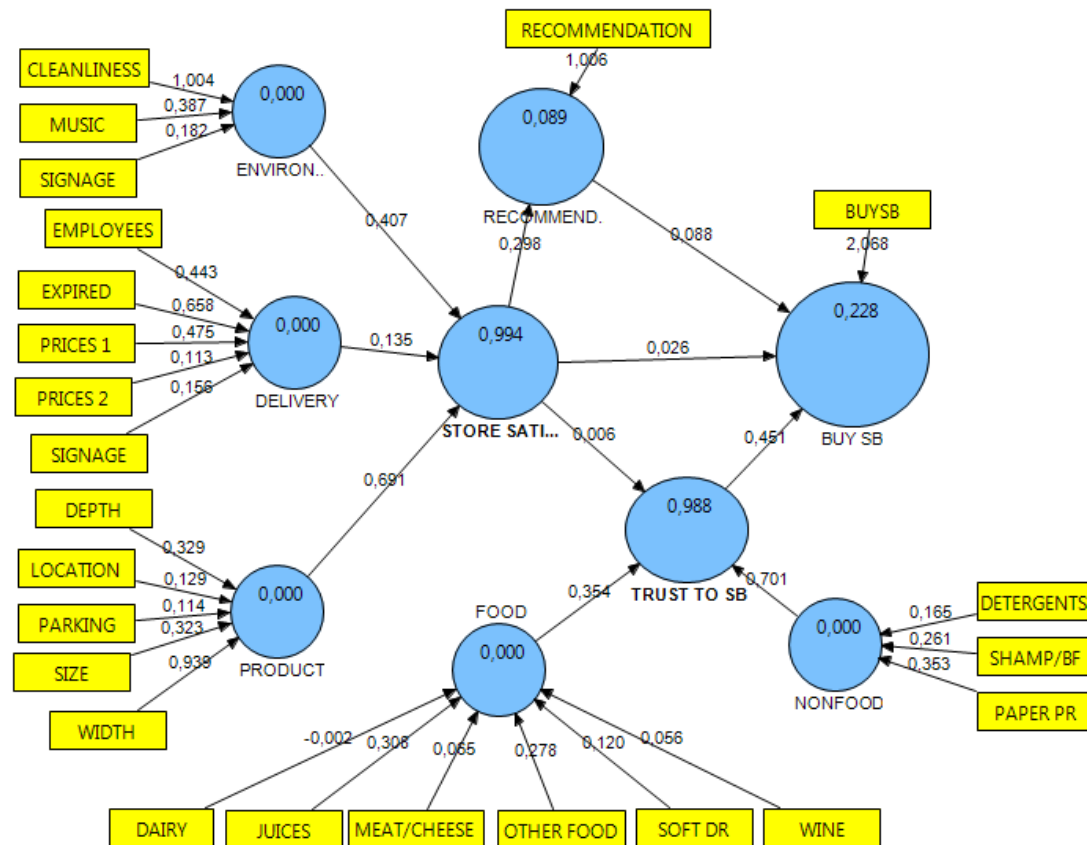 RECOMMENDATION
1,006
CLEANLINESS
1,004
MUSIC
0,387
SIGNAGE
0,182
0,000
ENVIRON..
0,089
RECOMMEND.
EMPLOYEES
0,443
EXPIRED
0,658
PRICES 1
0,475
PRICES 2
0,113
SIGNAGE
0,156
0,000
DELIVERY
0,407
0,135
0,298
0,088
BUYSB
2,068
0,994
STORE SATI...
0,026
0,228
BUY SB
0,006
0,451
0,691
DEPTH
0,329
LOCATION
0,129
PARKING
0,114
SIZE
0,323
WIDTH
0,939
0,000
PRODUCT
0,988
TRUST TO SB
0,354
0,701
FOOD
0,000
0,000
NONFOOD
DETERGENTS
0,165
SHAMP/BF
0,261
PAPER PR
0,353
-0,002
0,308
0,065
0,278
0,120
0,056
DAIRY
JUICES
MEAT/CHEESE
OTHER FOOD
SOFT DR
WINE